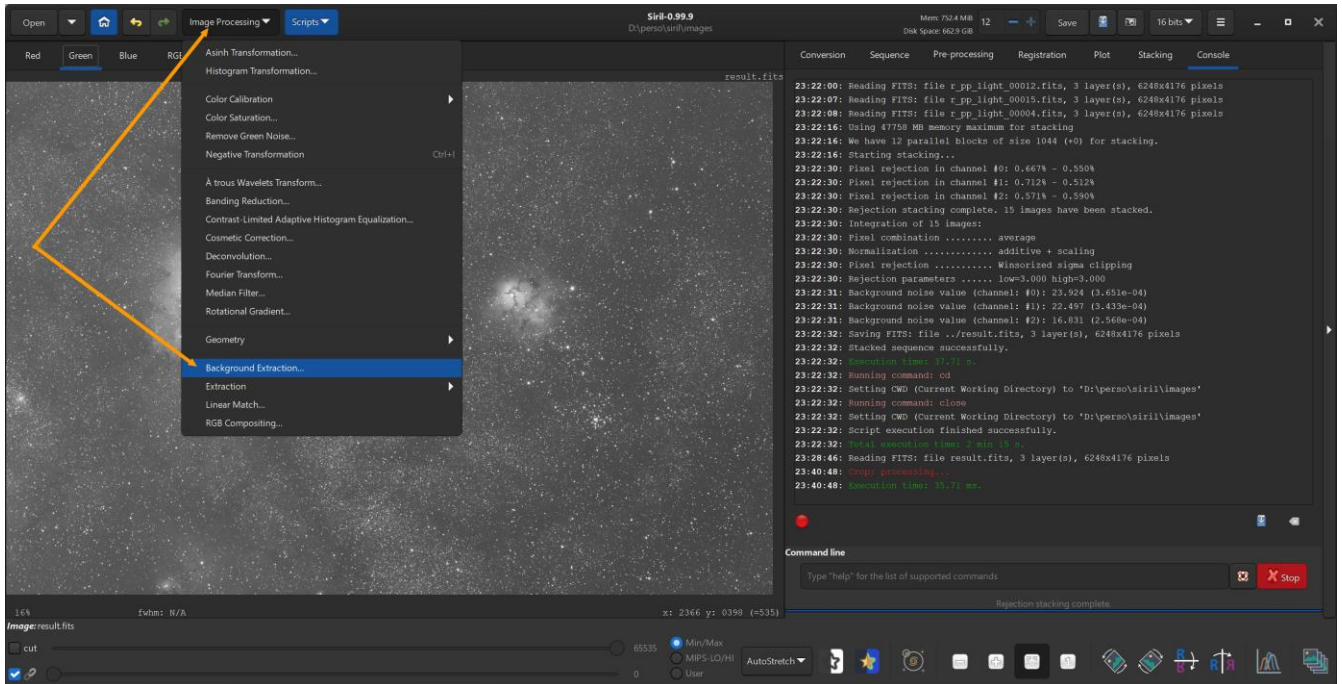 Open Image Processing Scripts Siril-0.99.9 Mem: 752.4 MiB 12 Save 16 bits
D:\perso\siril\images Disk Space: 662.9 GiB
Red Green Blue RGB
result.fits
Asinh Transformation...
Histogram Transformation...
Color Calibration
Color Saturation...
Remove Green Noise...
Negative Transformation Ctrl+I
À trous Wavelets Transform...
Banding Reduction...
Contrast-Limited Adaptive Histogram Equalization...
Cosmetic Correction...
Deconvolution...
Fourier Transform...
Median Filter...
Rotational Gradient...
Geometry
Background Extraction...
Extraction
Linear Match...
RGB Compositing...
16% fwhm: N/A x: 2366 y: 0398 (=535)
Conversion Sequence Pre-processing Registration Plot Stacking Console
23:22:00: Reading FITS: file r_pp_light_00012.fits, 3 layer(s), 6248x4176 pixels
23:22:07: Reading FITS: file r_pp_light_00015.fits, 3 layer(s), 6248x4176 pixels
23:22:08: Reading FITS: file r_pp_light_00004.fits, 3 layer(s), 6248x4176 pixels
23:22:16: Using 47758 MB memory maximum for stacking
23:22:16: We have 12 parallel blocks of size 1044 (+0) for stacking.
23:22:16: Starting stacking...
23:22:30: Pixel rejection in channel #0: 0.667% - 0.550%
23:22:30: Pixel rejection in channel #1: 0.712% - 0.512%
23:22:30: Pixel rejection in channel #2: 0.571% - 0.590%
23:22:30: Rejection stacking complete. 15 images have been stacked.
23:22:30: Integration of 15 images:
23:22:30: Pixel combination ......... average
23:22:30: Normalization ............. additive + scaling
23:22:30: Pixel rejection ........... Winsorized sigma clipping
23:22:30: Rejection parameters ...... low=3.000 high=3.000
23:22:31: Background noise value (channel: #0): 23.924 (3.651e-04)
23:22:31: Background noise value (channel: #1): 22.497 (3.433e-04)
23:22:31: Background noise value (channel: #2): 16.831 (2.568e-04)
23:22:32: Saving FITS: file ../result.fits, 3 layer(s), 6248x4176 pixels
23:22:32: Stacked sequence successfully.
23:22:32: Execution time: 37.71 s.
23:22:32: Running command: cd
23:22:32: Setting CWD (Current Working Directory) to 'D:\perso\siril\images'
23:22:32: Running command: close
23:22:32: Setting CWD (Current Working Directory) to 'D:\perso\siril\images'
23:22:32: Script execution finished successfully.
23:22:32: Total execution time: 2 min 15 s.
23:28:46: Reading FITS: file result.fits, 3 layer(s), 6248x4176 pixels
23:40:48: Crop: processing...
23:40:48: Execution time: 35.71 ms.
Command line
Type "help" for the list of supported commands Stop
Rejection stacking complete.
Image: result.fits
cut 65535 Min/Max
MIPS-LO/HI AutoStretch
0 User